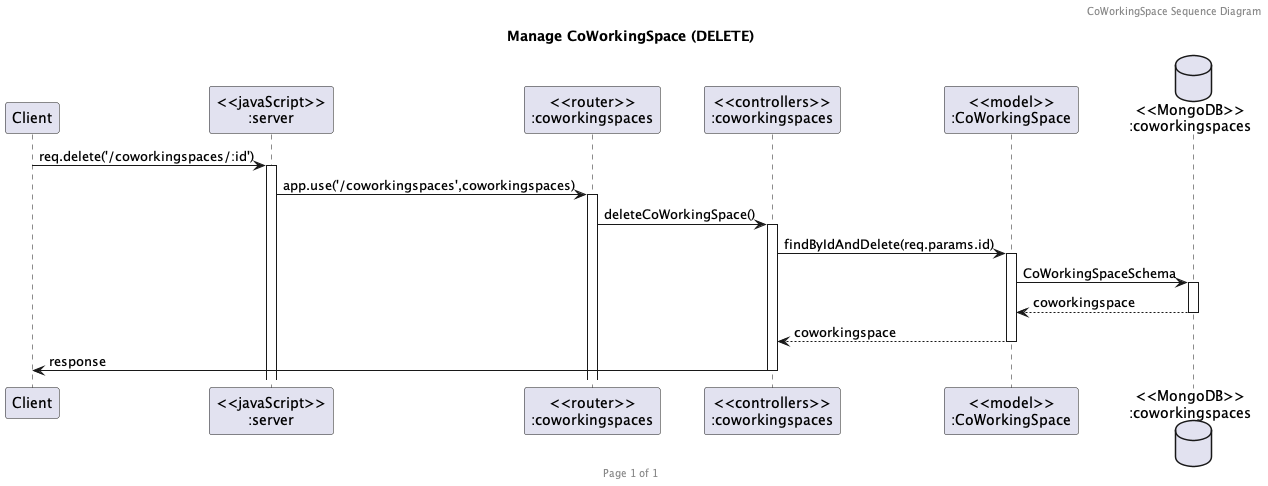 CoWorkingSpace Sequence Diagram
Manage CoWorkingSpace (DELETE)
Client
<<javaScript>>
:server
<<router>>
:coworkingspaces
<<controllers>>
:coworkingspaces
<<model>>
:CoWorkingSpace
<<MongoDB>>
:coworkingspaces
req.delete('/coworkingspaces/:id')
app.use('/coworkingspaces',coworkingspaces)
deleteCoWorkingSpace()
findByIdAndDelete(req.params.id)
CoWorkingSpaceSchema
coworkingspace
coworkingspace
response
Client
<<javaScript>>
:server
<<router>>
:coworkingspaces
<<controllers>>
:coworkingspaces
<<model>>
:CoWorkingSpace
<<MongoDB>>
:coworkingspaces
Page 1 of 1